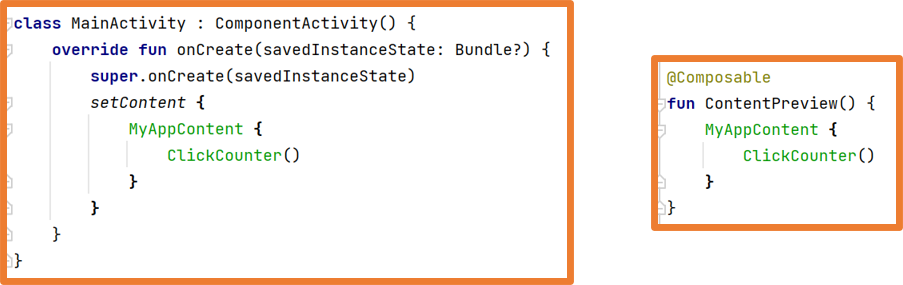 class MainActivity : ComponentActivity() {
    override fun onCreate(savedInstanceState: Bundle?) {
        super.onCreate(savedInstanceState)
        setContent {
            MyAppContent {
                ClickCounter()
            }
        }
    }
}
@Composable
fun ContentPreview() {
    MyAppContent {
        ClickCounter()
    }
}